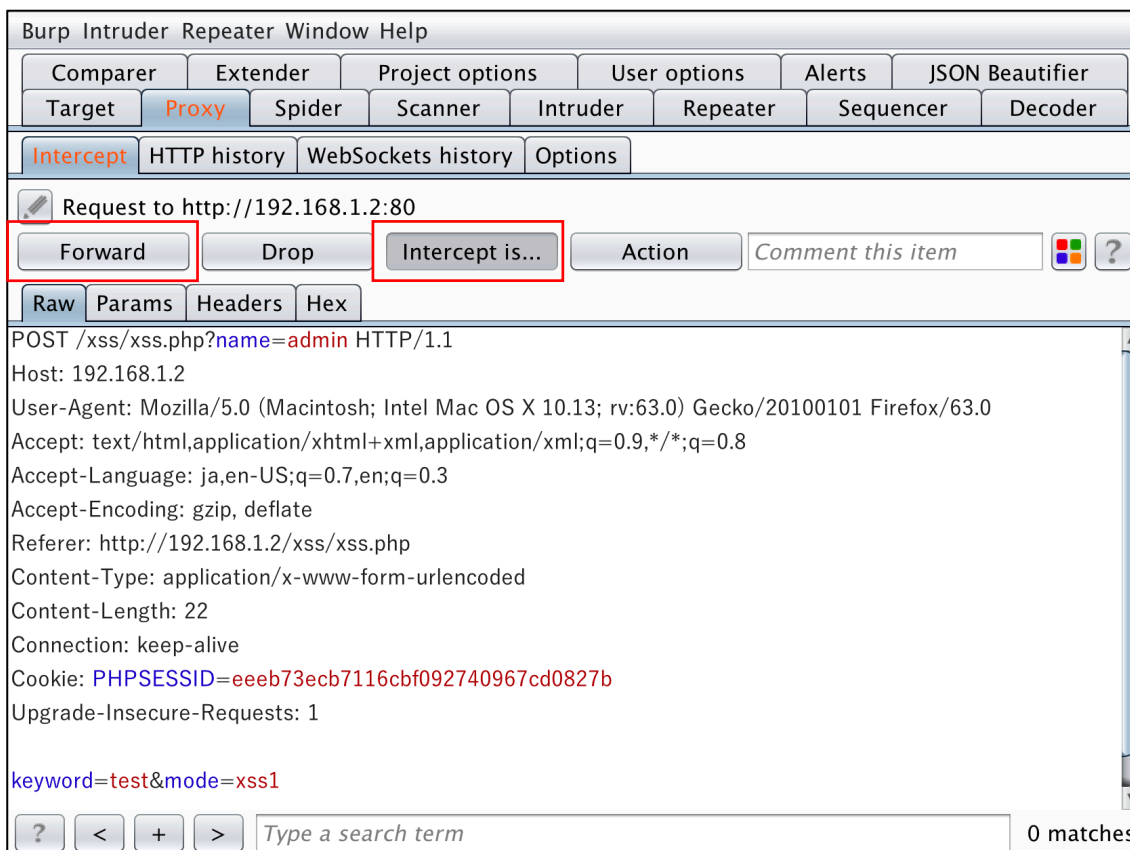 Burp Intruder Repeater Window Help
Comparer Extender Project options User options Alerts JSON Beautifier
Target Proxy Spider Scanner Intruder Repeater Sequencer Decoder
Intercept HTTP history WebSockets history Options
Request to http://192.168.1.2:80
Forward Drop Intercept is... Action Comment this item ?
Raw Params Headers Hex
POST /xss/xss.php?name=admin HTTP/1.1
Host: 192.168.1.2
User-Agent: Mozilla/5.0 (Macintosh; Intel Mac OS X 10.13; rv:63.0) Gecko/20100101 Firefox/63.0
Accept: text/html,application/xhtml+xml,application/xml;q=0.9,*/*;q=0.8
Accept-Language: ja,en-US;q=0.7,en;q=0.3
Accept-Encoding: gzip, deflate
Referer: http://192.168.1.2/xss/xss.php
Content-Type: application/x-www-form-urlencoded
Content-Length: 22
Connection: keep-alive
Cookie: PHPSESSID=eeeb73ecb7116cbf092740967cd0827b
Upgrade-Insecure-Requests: 1
keyword=test&mode=xss1
? < + > Type a search term 0 matches